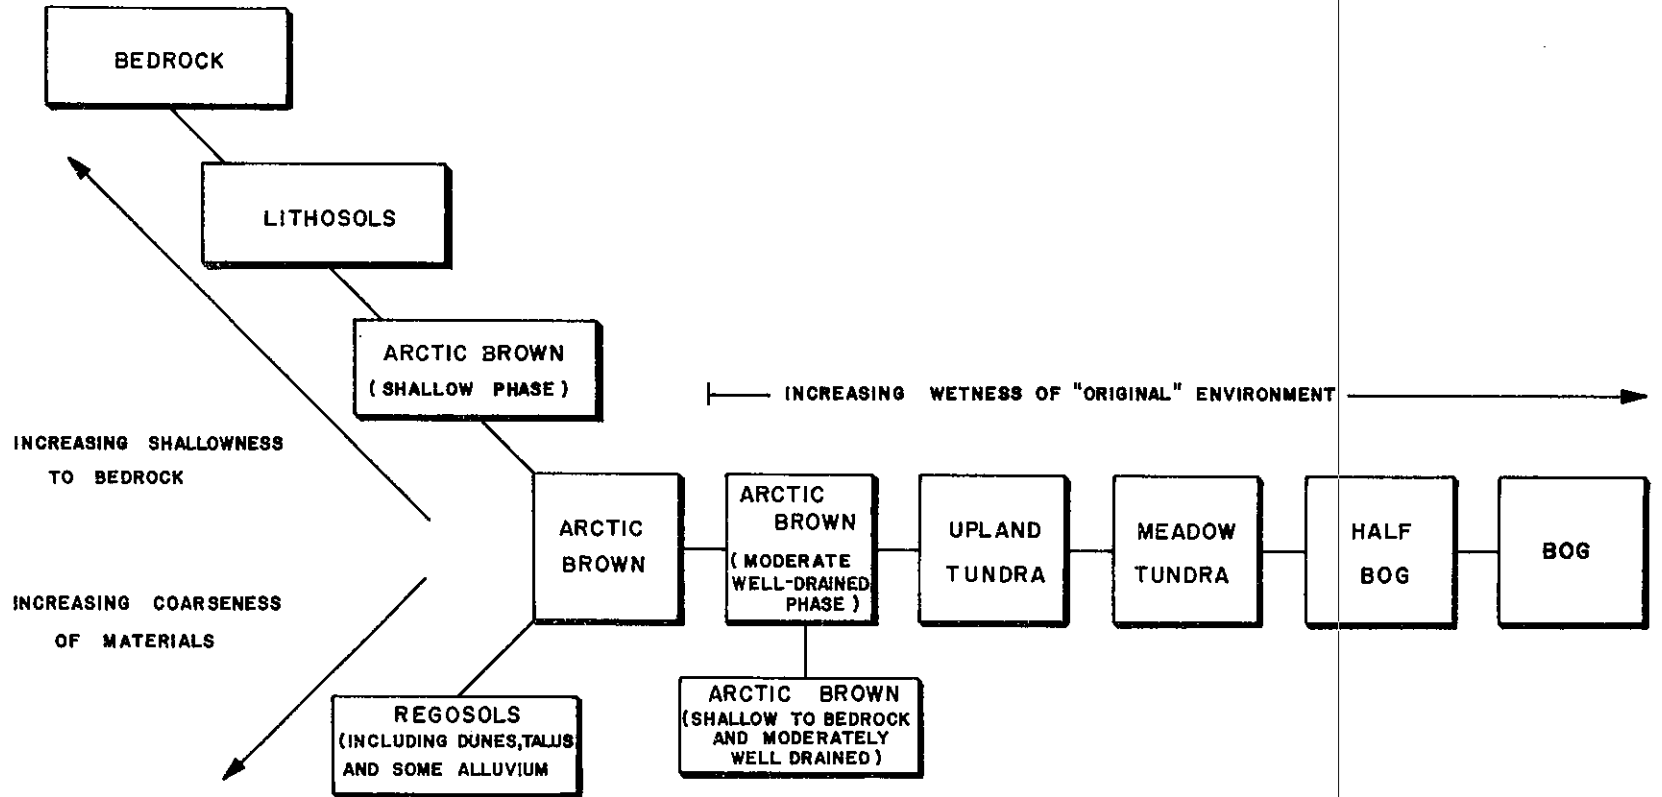 BEDROCK
LITHOSOLS
ARCTIC BROWN
(SHALLOW PHASE)
INCREASING WETNESS OF "ORIGINAL" ENVIRONMENT
INCREASING SHALLOWNESS
TO BEDROCK
INCREASING COARSENESS
OF MATERIALS
ARCTIC
BROWN
ARCTIC
BROWN
(MODERATE
WELL-DRAINED
PHASE)
UPLAND
TUNDRA
MEADOW
TUNDRA
HALF
BOG
BOG
REGOSOLS
(INCLUDING DUNES,TALUS
AND SOME ALLUVIUM
ARCTIC BROWN
(SHALLOW TO BEDROCK
AND MODERATELY
WELL DRAINED)